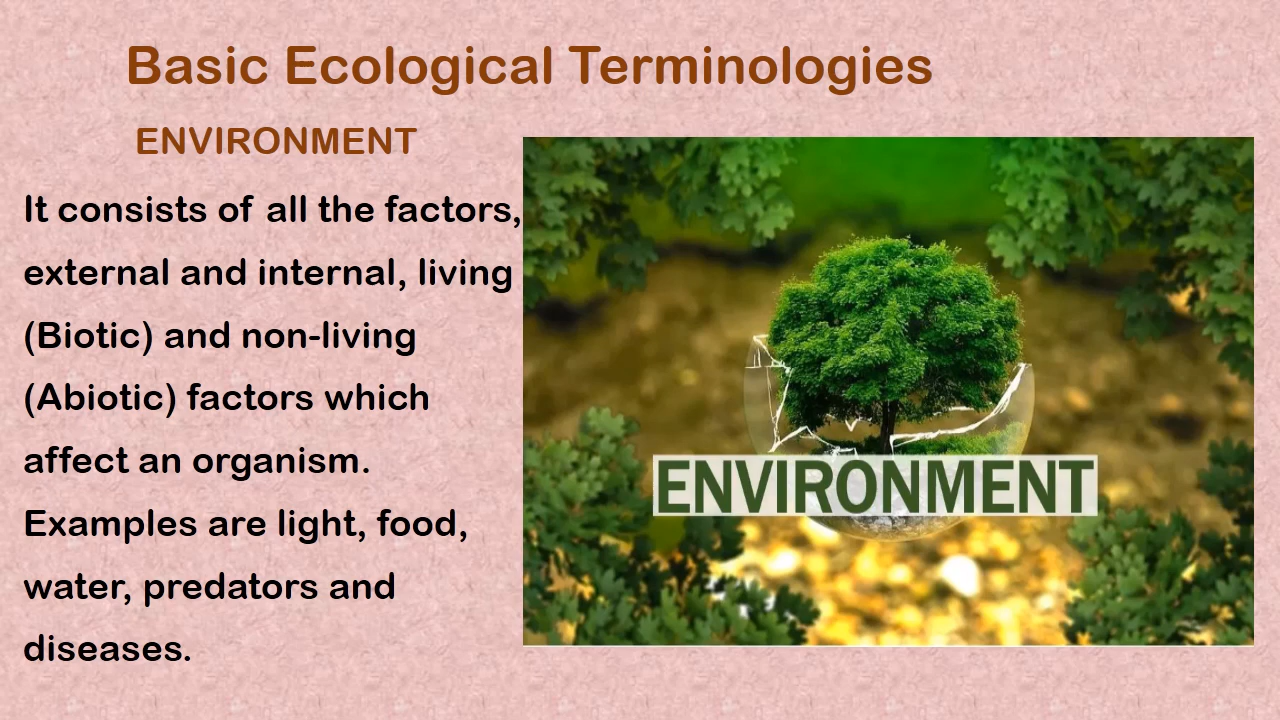 Basic Ecological Terminologies
ENVIRONMENT
It consists of all the factors,
external and internal, living
(Biotic) and non-living
(Abiotic) factors which
affect an organism.
Examples are light, food,
water, predators and
diseases.
ENVIRONMENT